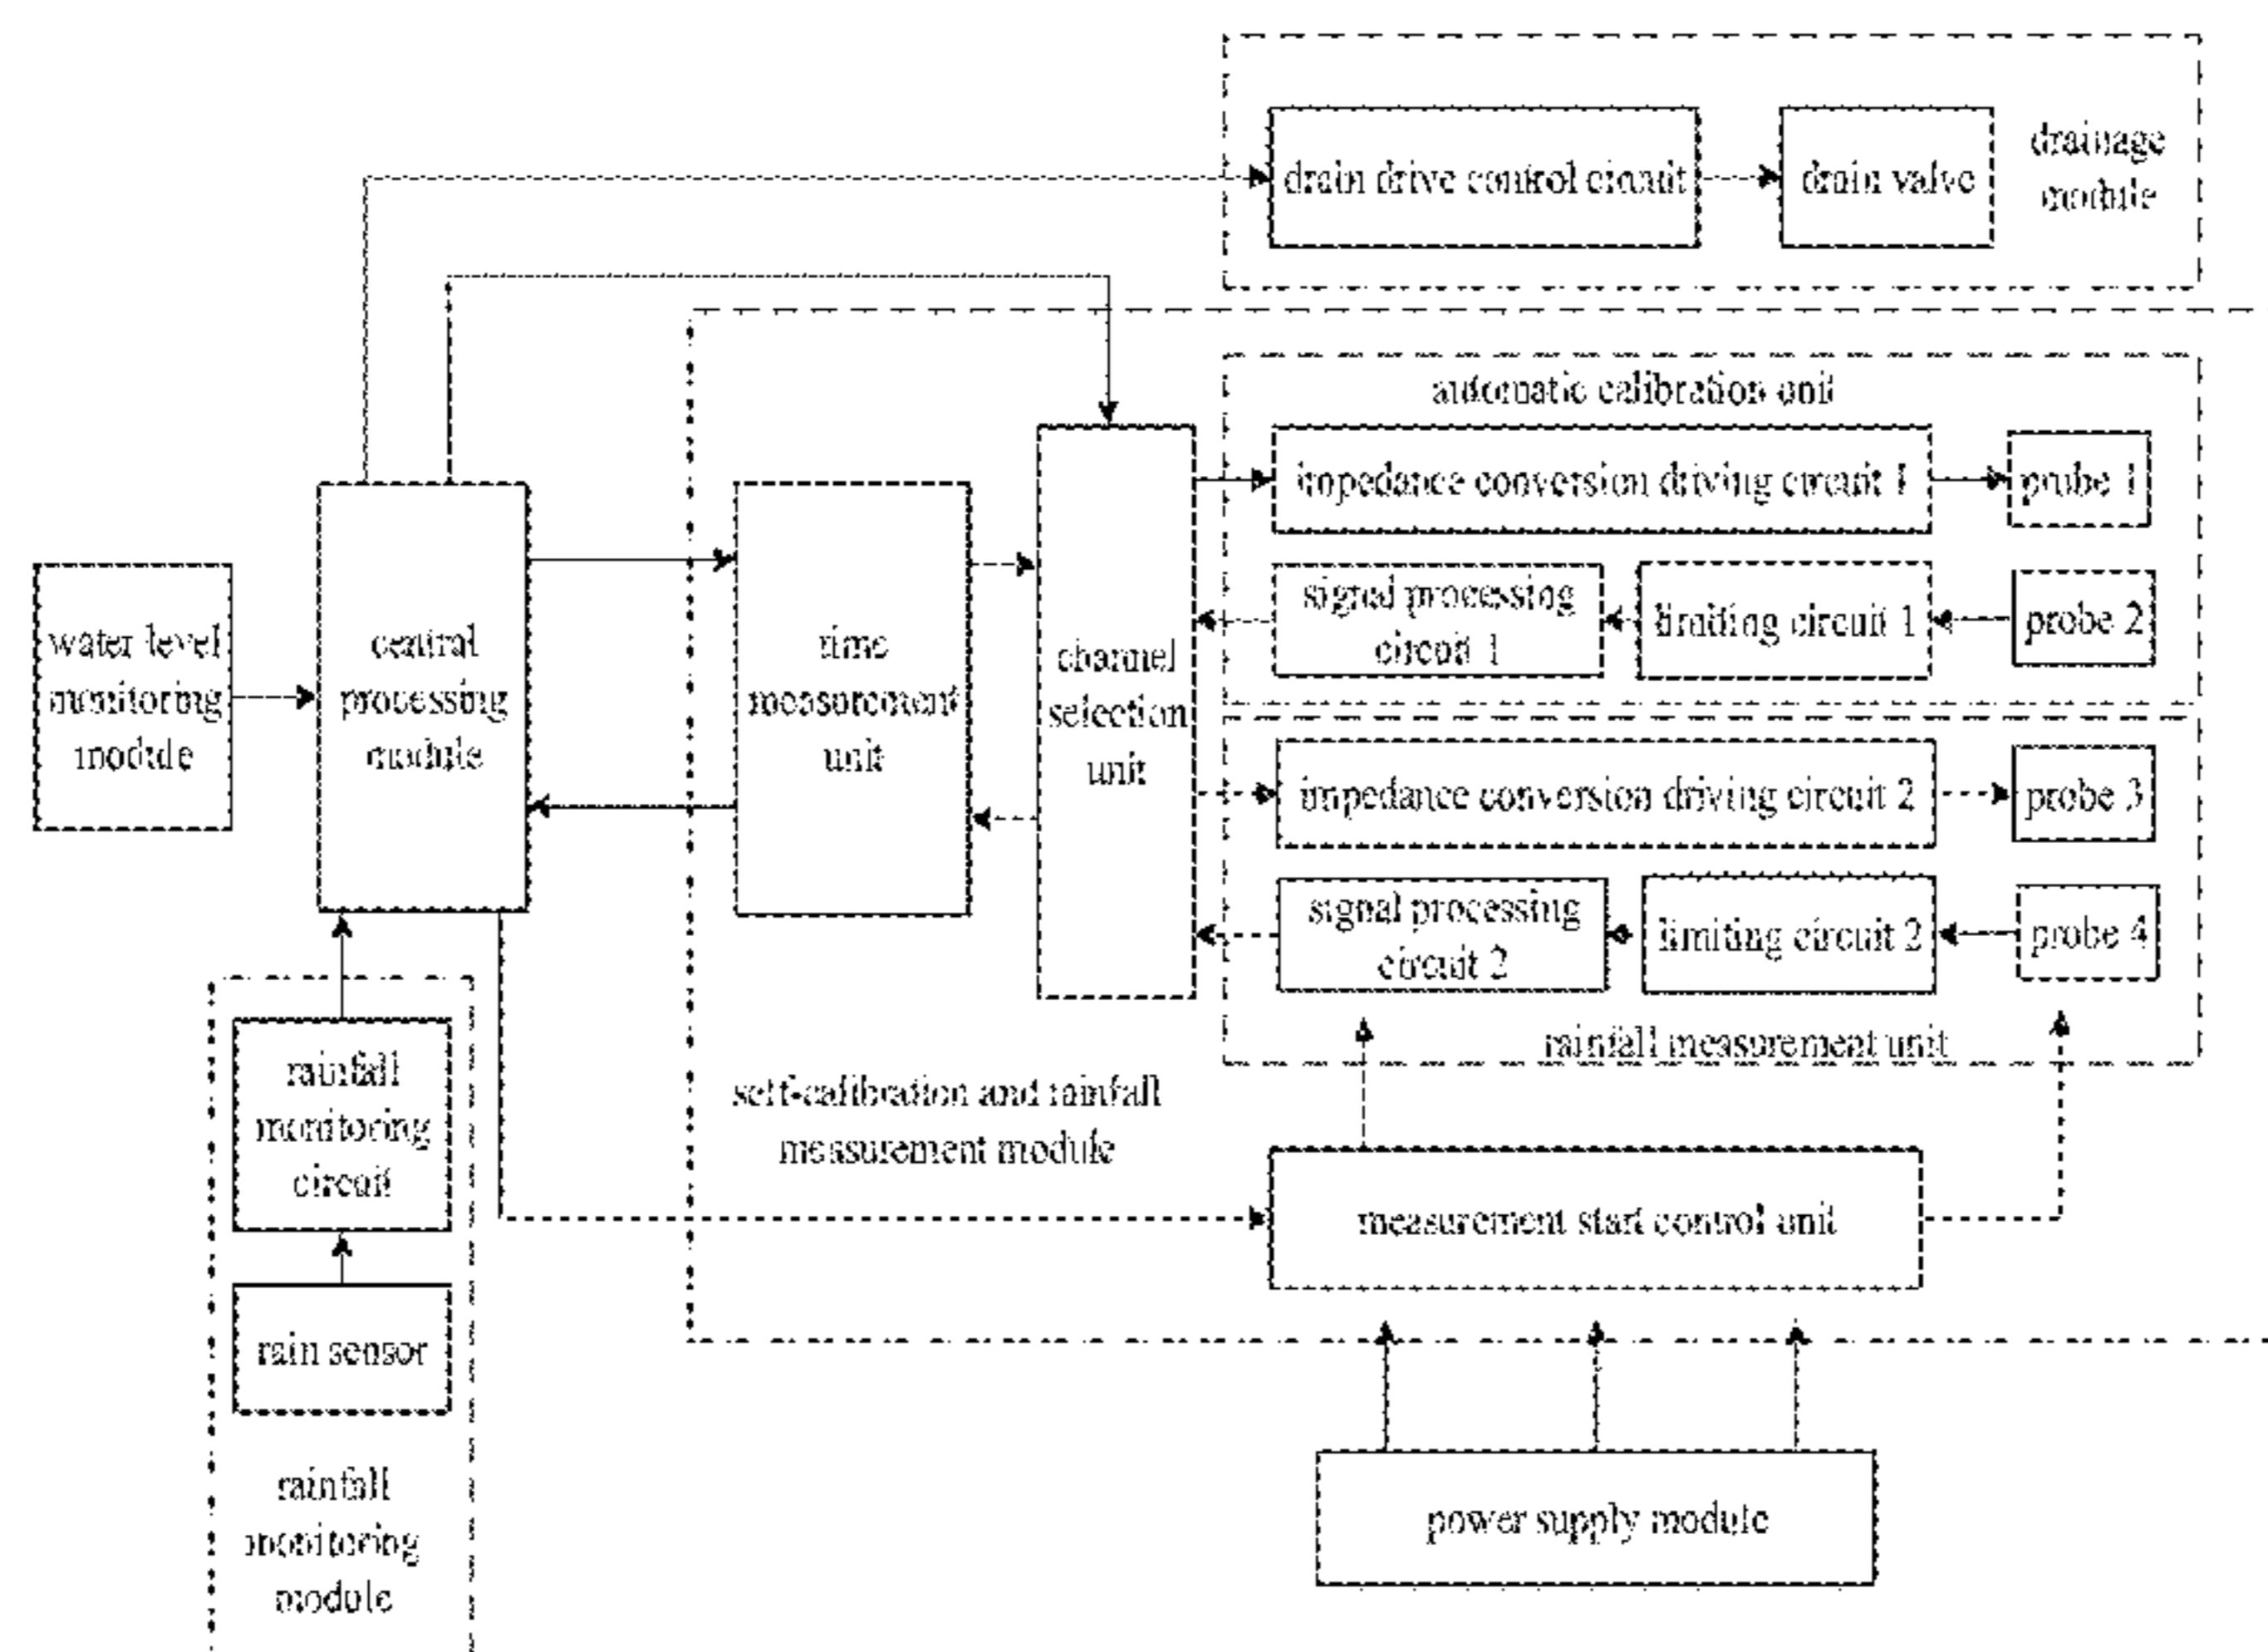 drain drive control circuit
drain valve
drainage
module
automatic calibration unit
impedance conversion driving circuit 1
probe 1
signal processing
circuit 1
limiting circuit 1
probe 2
water level
monitoring
module
central
processing
module
time
measurement
unit
channel
selection
unit
impedance conversion driving circuit 2
probe 3
signal processing
circuit 2
limiting circuit 2
probe 4
rainfall measurement unit
rainfall
monitoring
circuit
self-calibration and rainfall
measurement module
measurement start control unit
rain sensor
rainfall
monitoring
module
power supply module